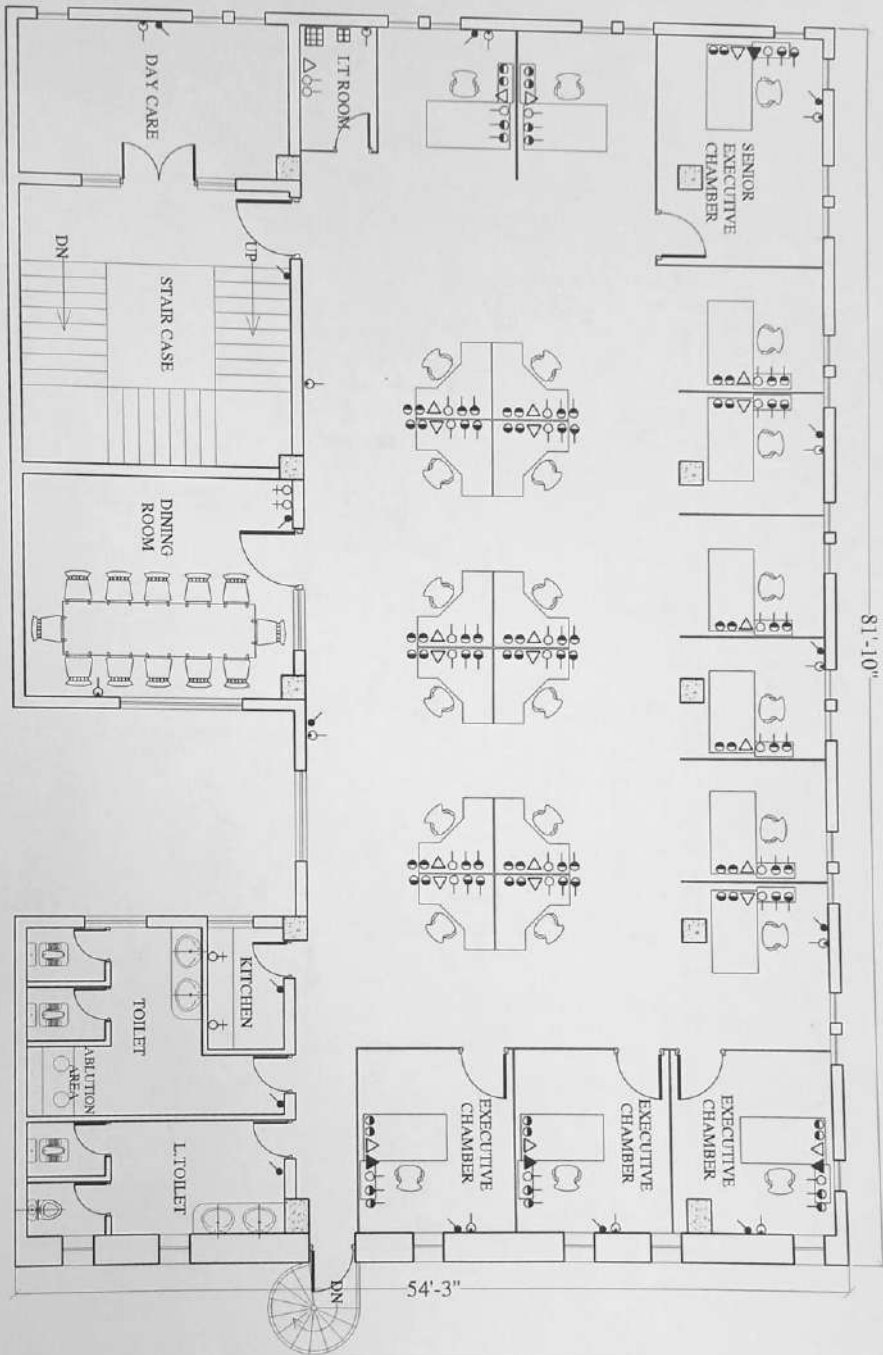 81'-10"
54'-3"
DAY CARE
LT ROOM
SENIOR
EXECUTIVE
CHAMBER
UP
DN
STAIR CASE
DINING
ROOM
KITCHEN
TOILET
ABLUTION
AREA
L.TOILET
EXECUTIVE
CHAMBER
EXECUTIVE
CHAMBER
EXECUTIVE
CHAMBER
DN